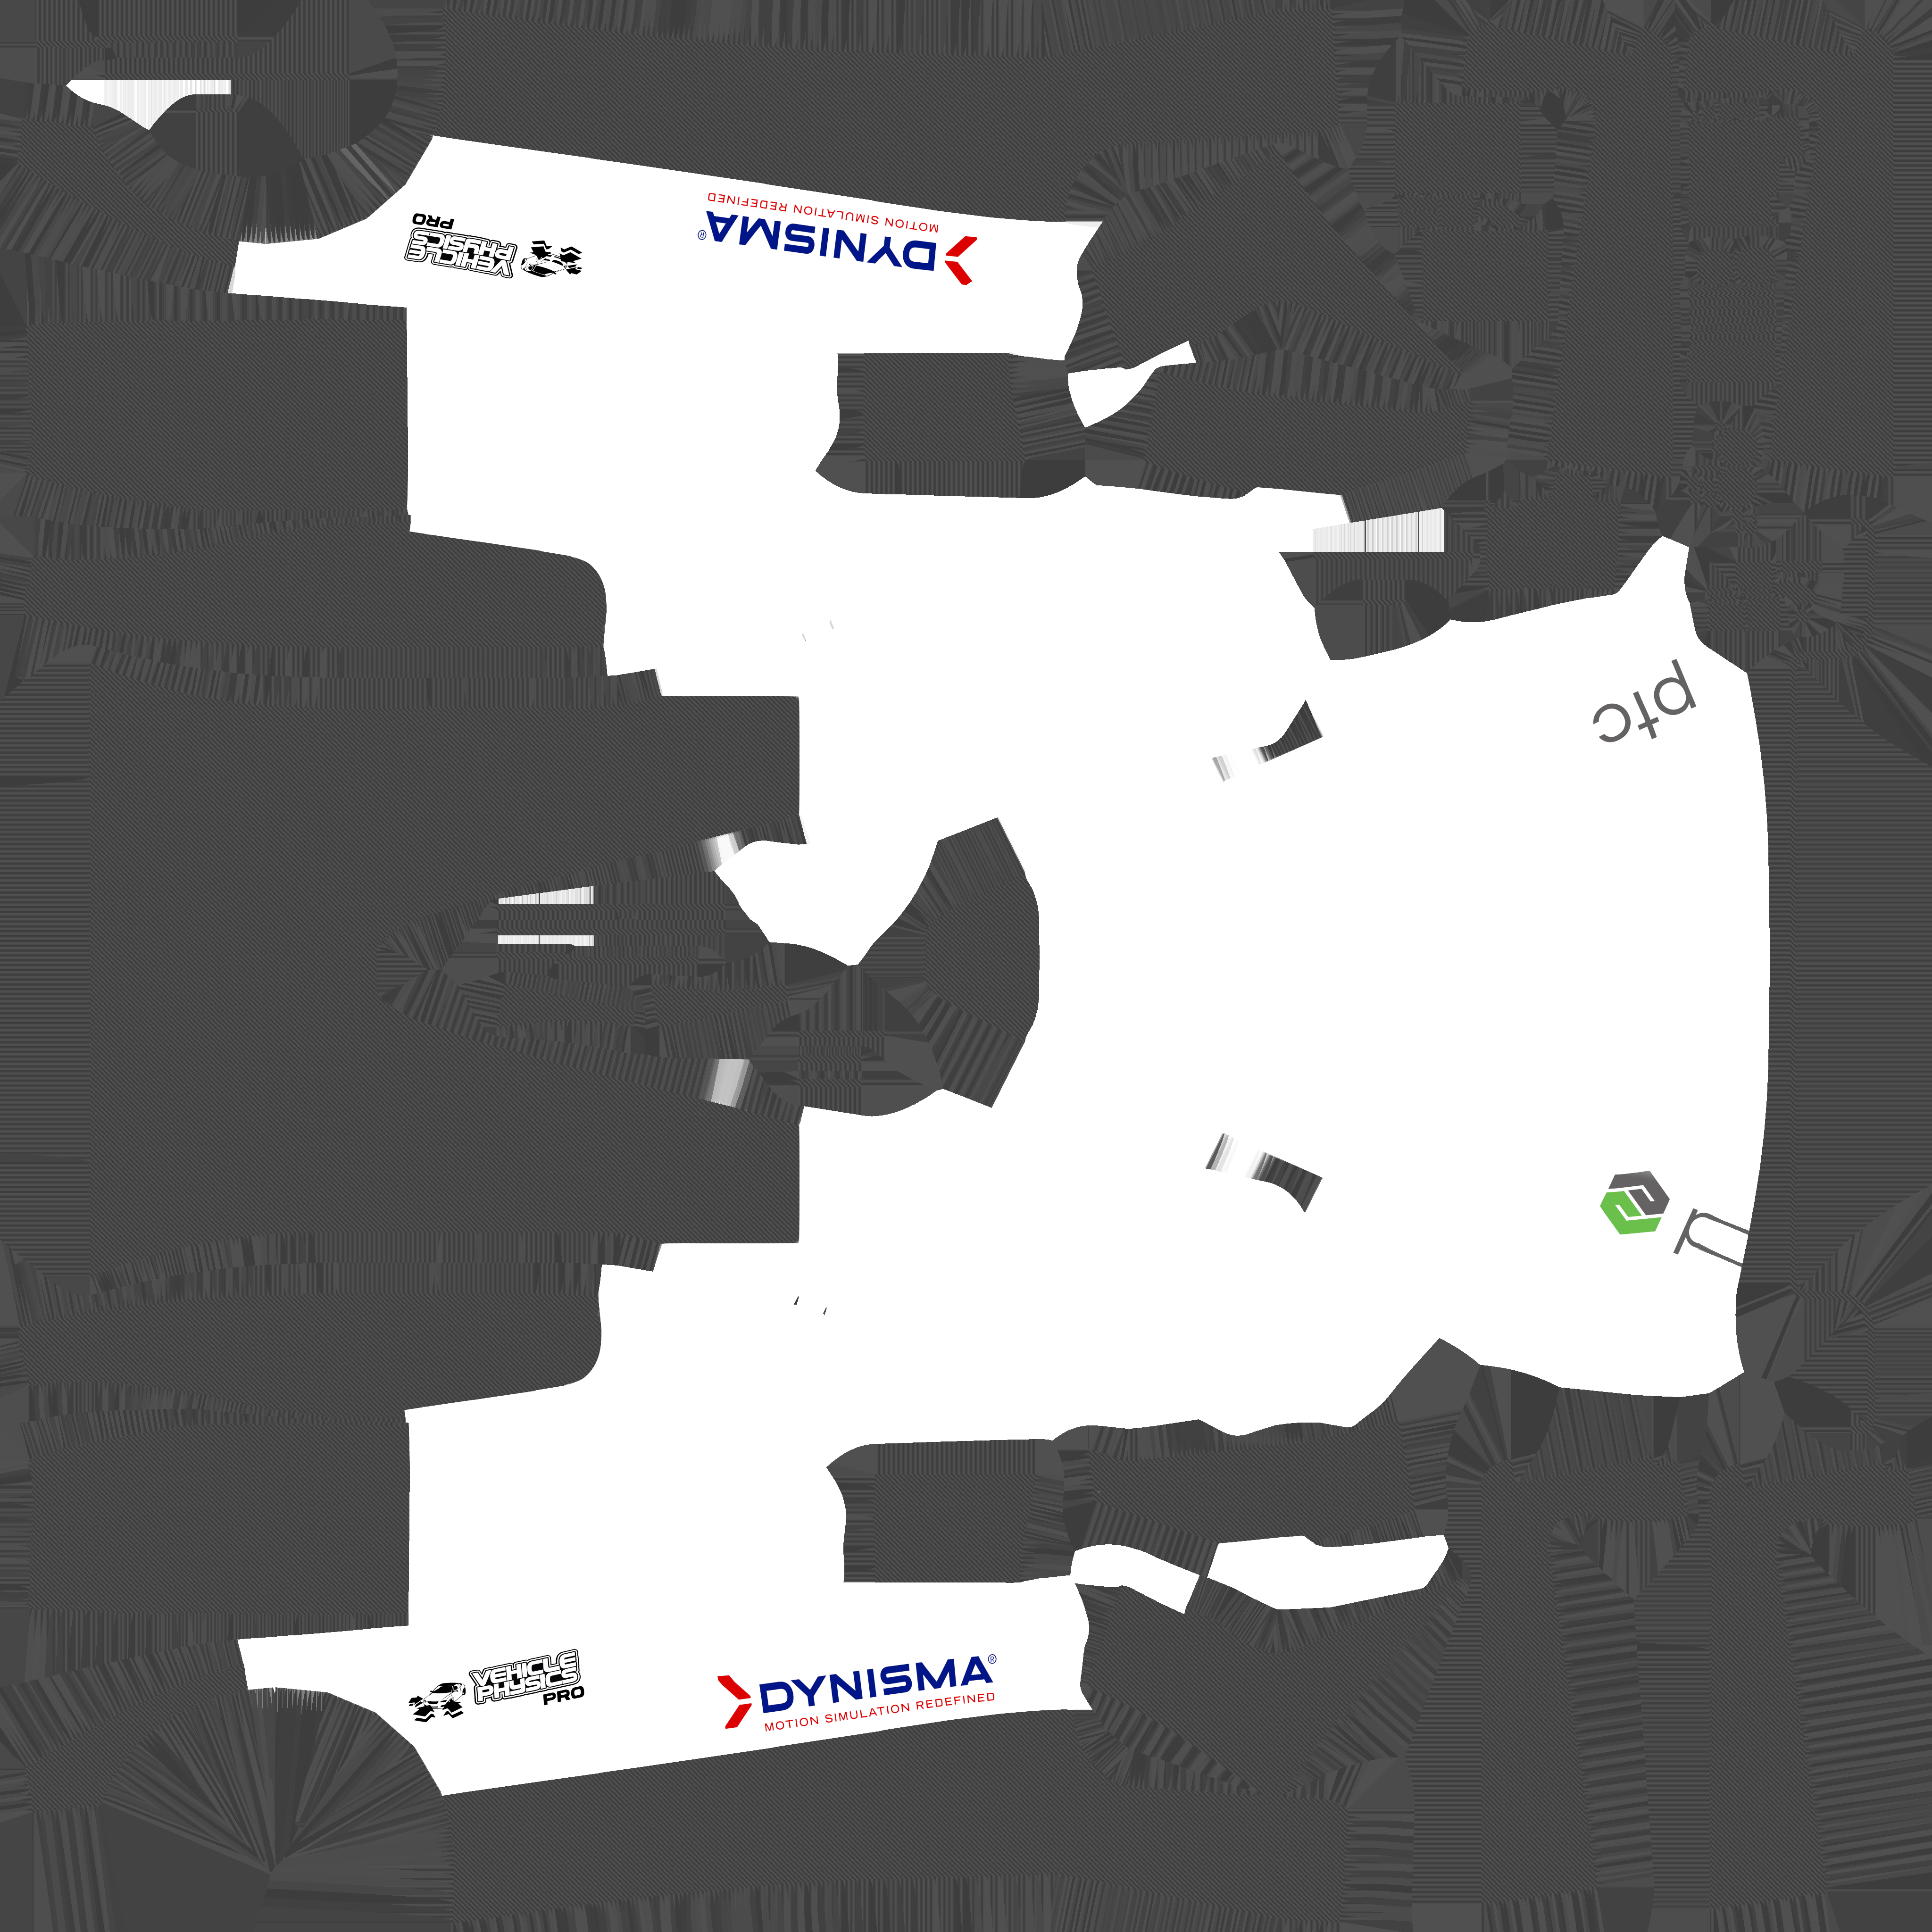 MOTION SIMULATION REDEFINED
DYNISMA®
PRO
PHYSICS
VEHICLE
ptc
VEHICLE
PHYSICS
PRO
DYNISMA®
MOTION SIMULATION REDEFINED